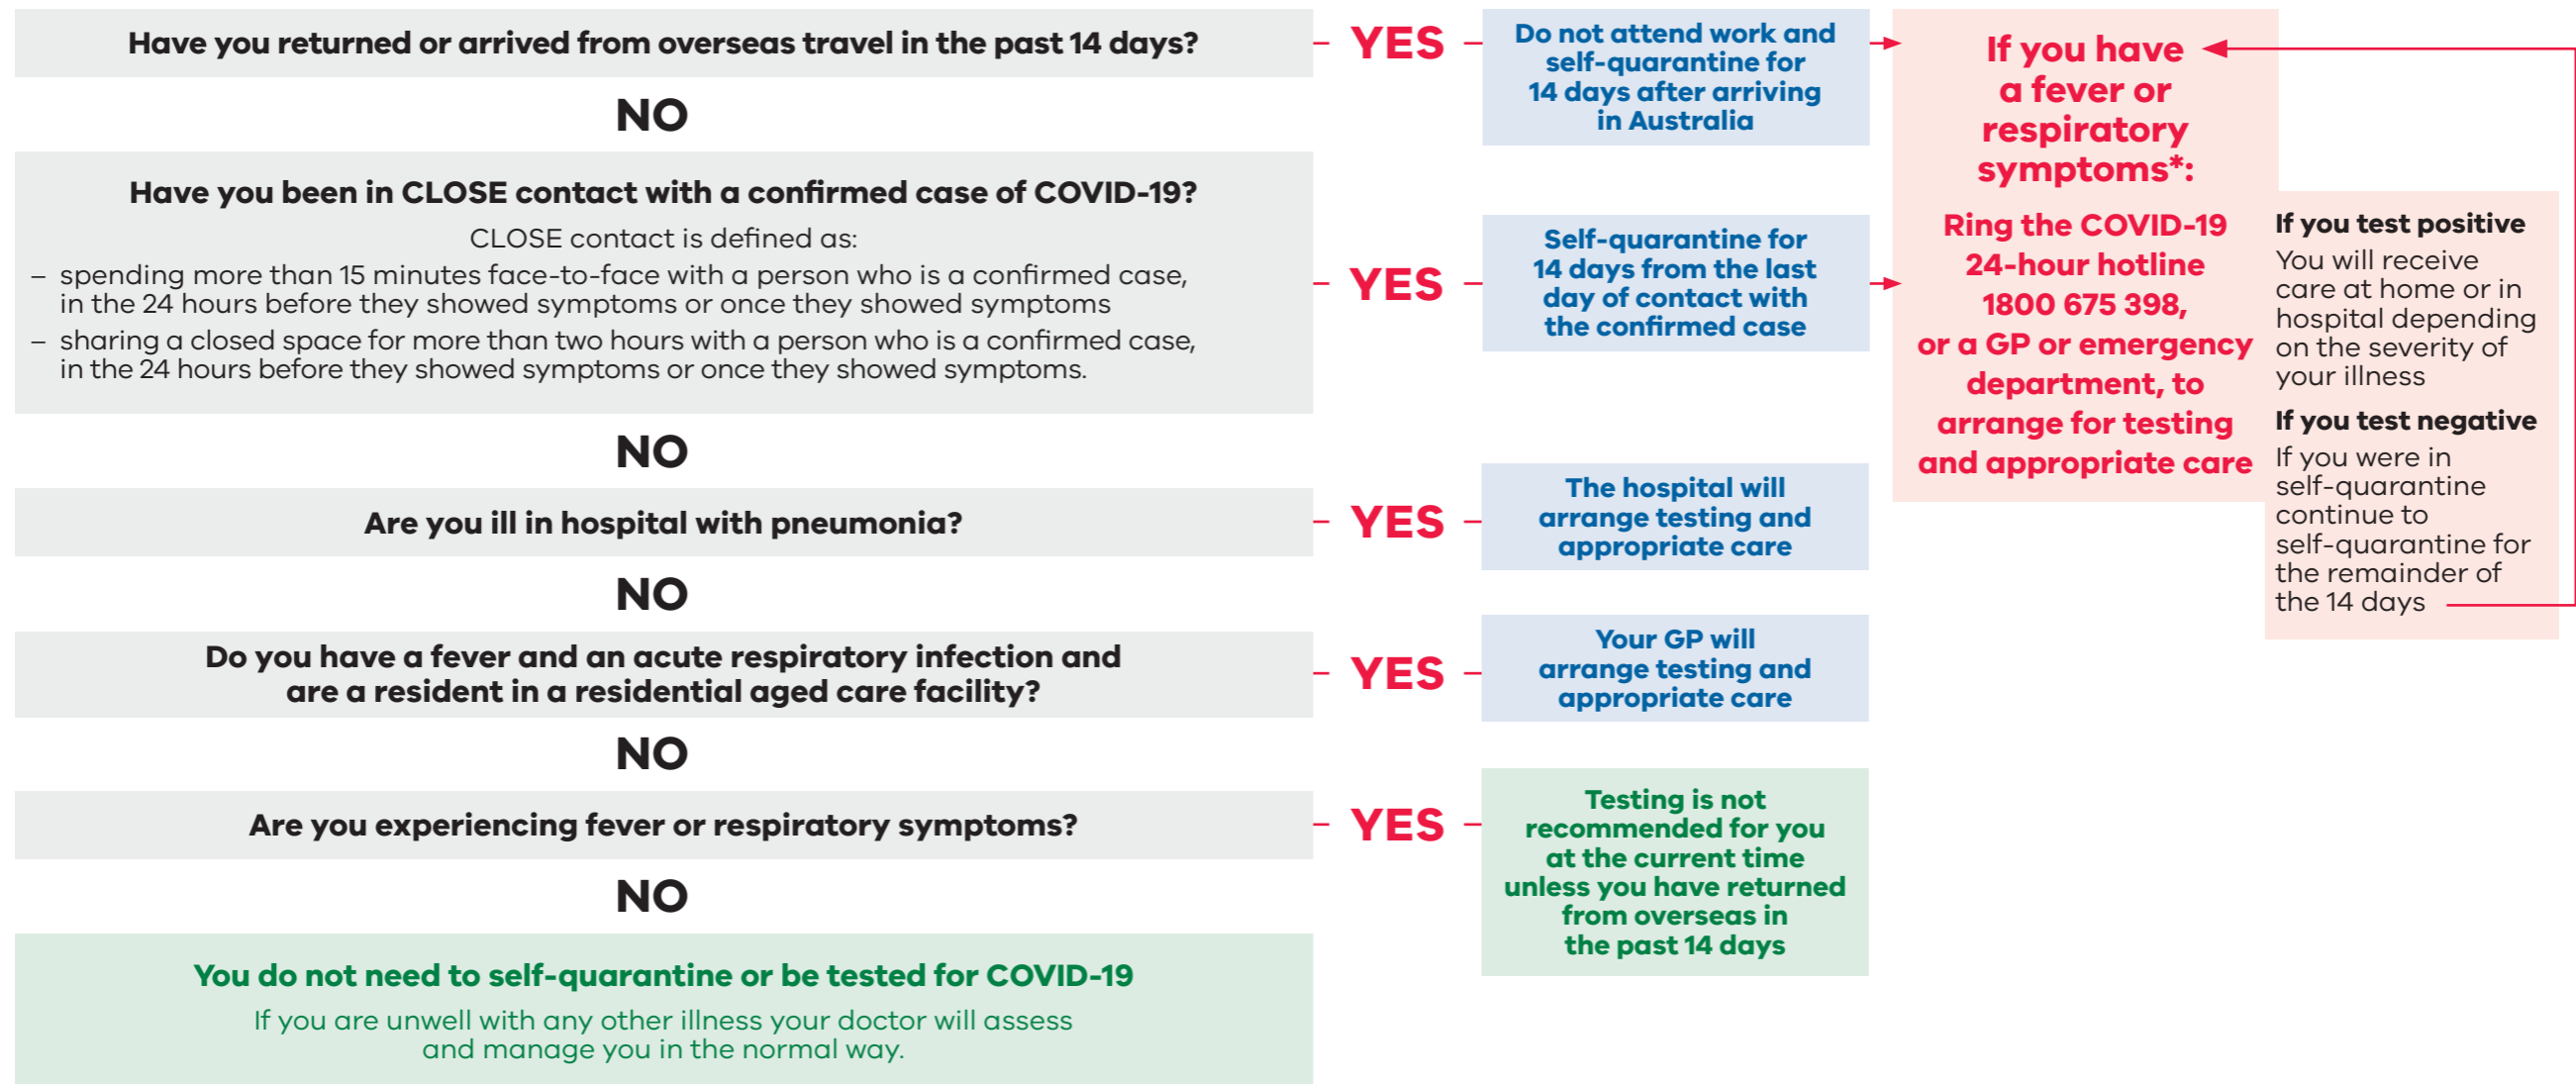 Have you returned or arrived from overseas travel in the past 14 days?
YES
Do not attend work and
self-quarantine for
14 days after arriving
in Australia
NO
Have you been in CLOSE contact with a confirmed case of COVID-19?
CLOSE contact is defined as:
– spending more than 15 minutes face-to-face with a person who is a confirmed case,
in the 24 hours before they showed symptoms or once they showed symptoms
– sharing a closed space for more than two hours with a person who is a confirmed case,
in the 24 hours before they showed symptoms or once they showed symptoms.
YES
Self-quarantine for
14 days from the last
day of contact with
the confirmed case
If you have
a fever or
respiratory
symptoms*:
Ring the COVID-19
24-hour hotline
1800 675 398,
or a GP or emergency
department, to
arrange for testing
and appropriate care
If you test positive
You will receive
care at home or in
hospital depending
on the severity of
your illness
If you test negative
If you were in
self-quarantine
continue to
self-quarantine for
the remainder of
the 14 days
NO
Are you ill in hospital with pneumonia?
YES
The hospital will
arrange testing and
appropriate care
NO
Do you have a fever and an acute respiratory infection and
are a resident in a residential aged care facility?
YES
Your GP will
arrange testing and
appropriate care
NO
Are you experiencing fever or respiratory symptoms?
YES
Testing is not
recommended for you
at the current time
unless you have returned
from overseas in
the past 14 days
NO
You do not need to self-quarantine or be tested for COVID-19
If you are unwell with any other illness your doctor will assess
and manage you in the normal way.